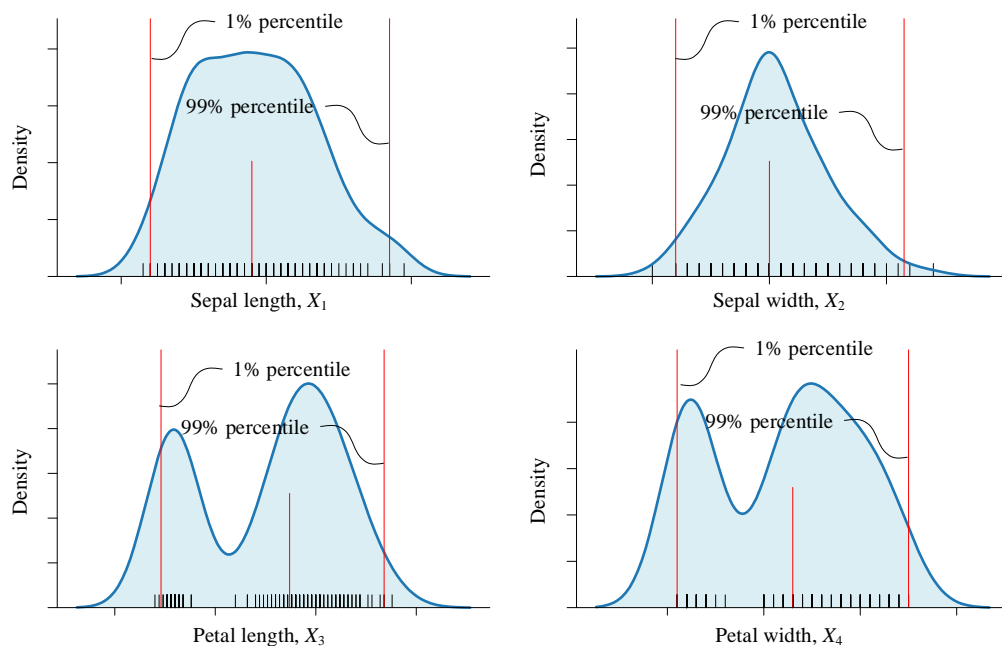 1% percentile
99% percentile
Density
Sepal length, X1
1% percentile
99% percentile
Density
Sepal width, X2
1% percentile
99% percentile
Density
Petal length, X3
1% percentile
99% percentile
Density
Petal width, X4